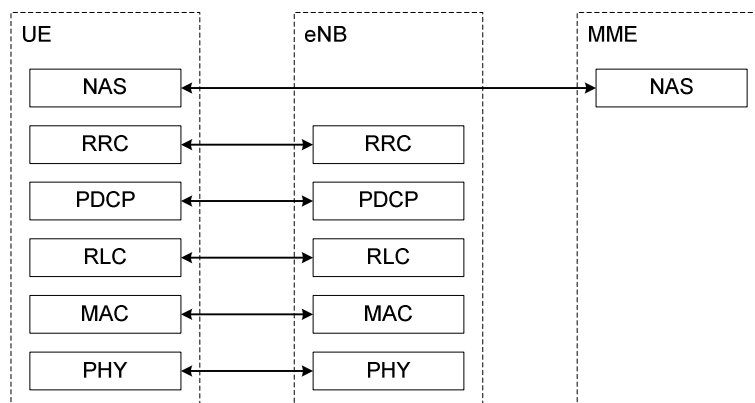 UE eNB MME
NAS NAS
RRC RRC
PDCP PDCP
RLC RLC
MAC MAC
PHY PHY